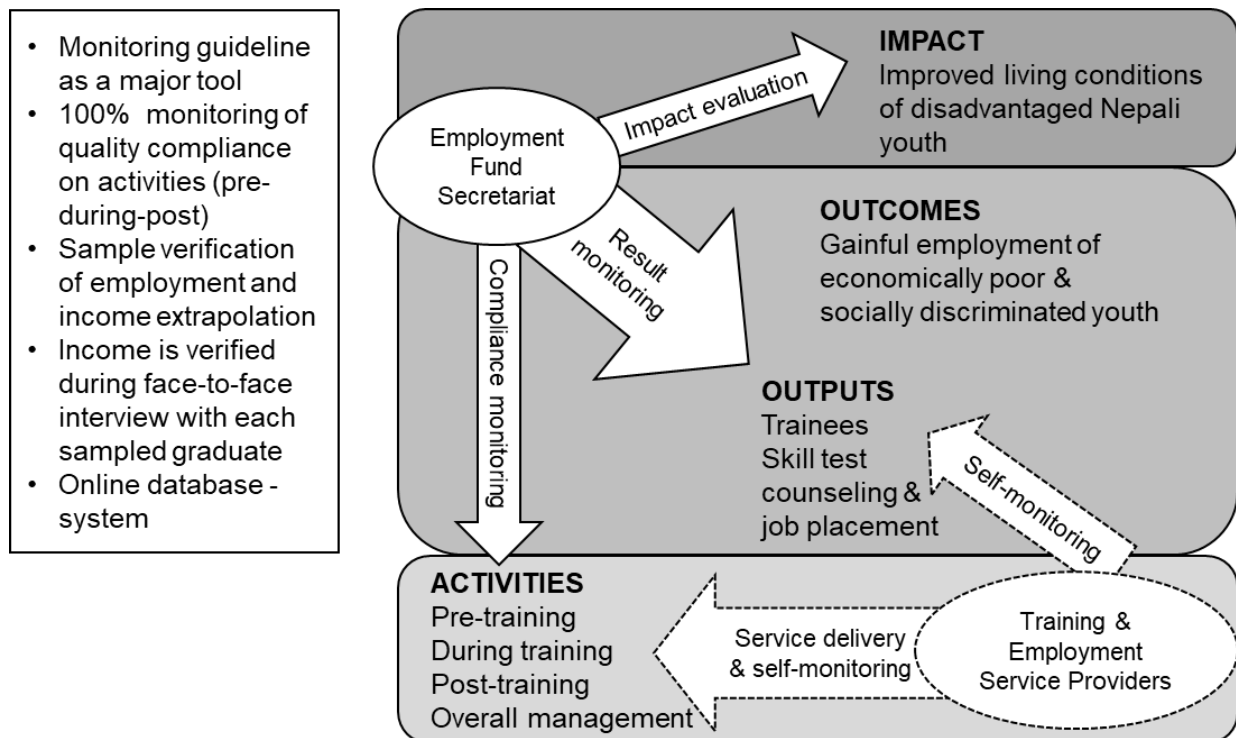 • Monitoring guideline
as a major tool
• 100% monitoring of
quality compliance
on activities (pre-
during-post)
• Sample verification
of employment and
income extrapolation
• Income is verified
during face-to-face
interview with each
sampled graduate
• Online database -
system
IMPACT
Improved living conditions
of disadvantaged Nepali
youth
Impact evaluation
Employment
Fund
Secretariat
OUTCOMES
Gainful employment of
economically poor &
socially discriminated youth
Result
monitoring
Compliance monitoring
OUTPUTS
Trainees
Skill test
counseling &
job placement
Self-monitoring
ACTIVITIES
Pre-training
During training
Post-training
Overall management
Service delivery
& self-monitoring
Training &
Employment
Service Providers